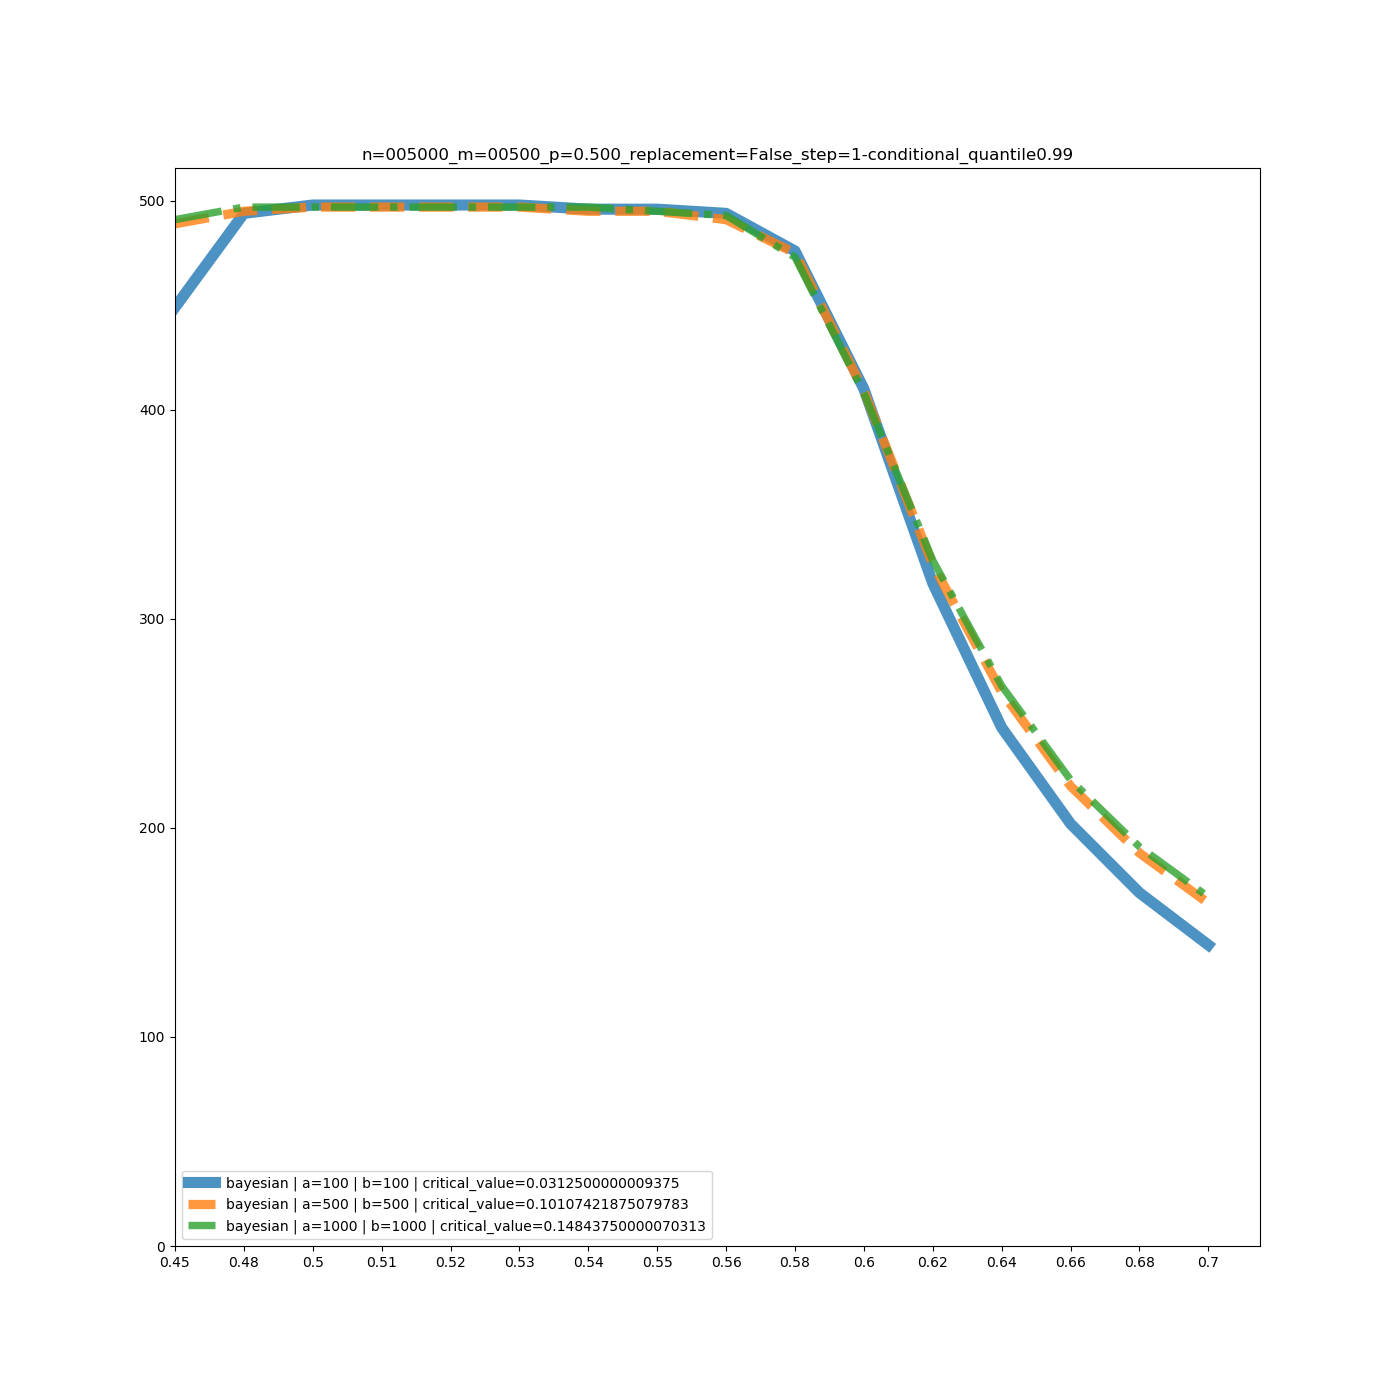 n=005000_m=00500_p=0.500_replacement=False_step=1-conditional_quantile0.99
500
400
300
200
100
0
bayesian | a=100 | b=100 | critical_value=0.0312500000009375
bayesian | a=500 | b=500 | critical_value=0.10107421875079783
bayesian | a=1000 | b=1000 | critical_value=0.14843750000070313
0.45 0.48 0.5 0.51 0.52 0.53 0.54 0.55 0.56 0.58 0.6 0.62 0.64 0.66 0.68 0.7